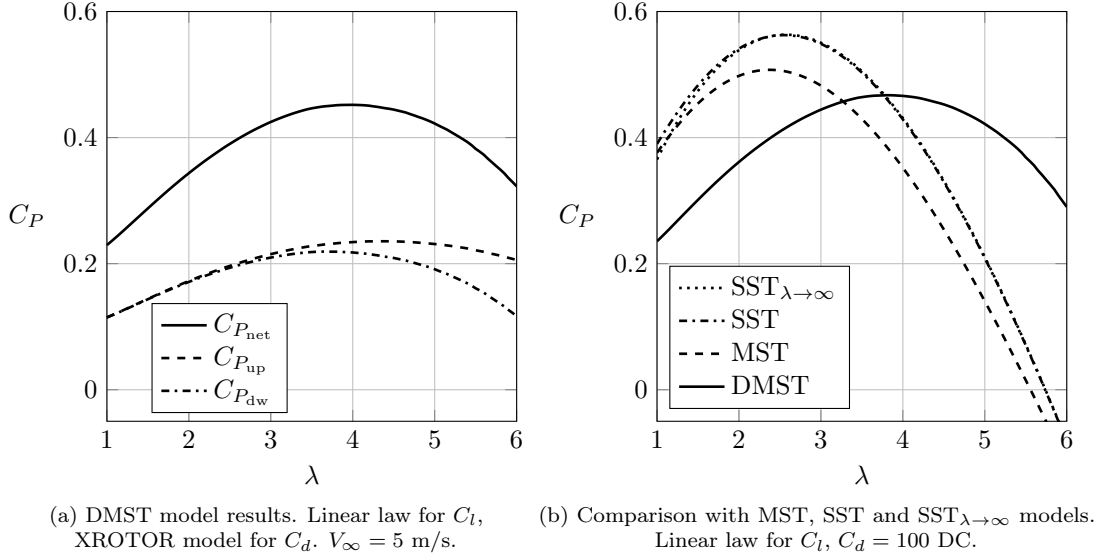 0.6
0.4
C_P
0.2
0
C_{P_net}
C_{P_up}
C_{P_dw}
1 2 3 4 5 6
λ
(a) DMST model results. Linear law for C_l,
XROTOR model for C_d. V_∞ = 5 m/s.
0.6
0.4
C_P
0.2
0
SST_{λ→∞}
SST
MST
DMST
1 2 3 4 5 6
λ
(b) Comparison with MST, SST and SST_{λ→∞} models.
Linear law for C_l, C_d = 100 DC.